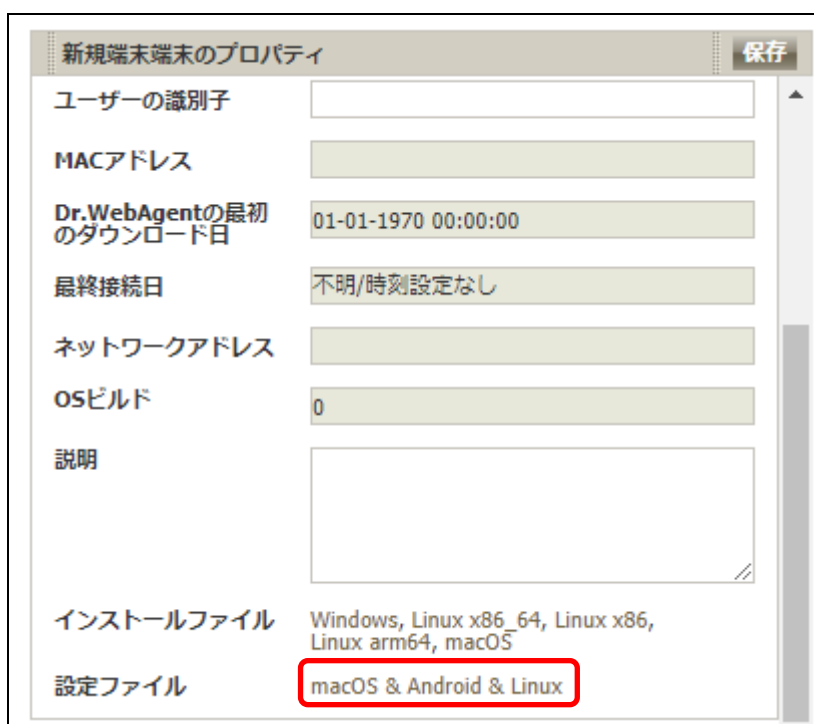 新規端末端末のプロパティ
保存
ユーザーの識別子
MACアドレス
Dr.WebAgentの最初
のダウンロード日
01-01-1970 00:00:00
最終接続日
不明/時刻設定なし
ネットワークアドレス
OSビルド
0
説明
インストールファイル
Windows, Linux x86_64, Linux x86,
Linux arm64, macOS
設定ファイル
macOS & Android & Linux